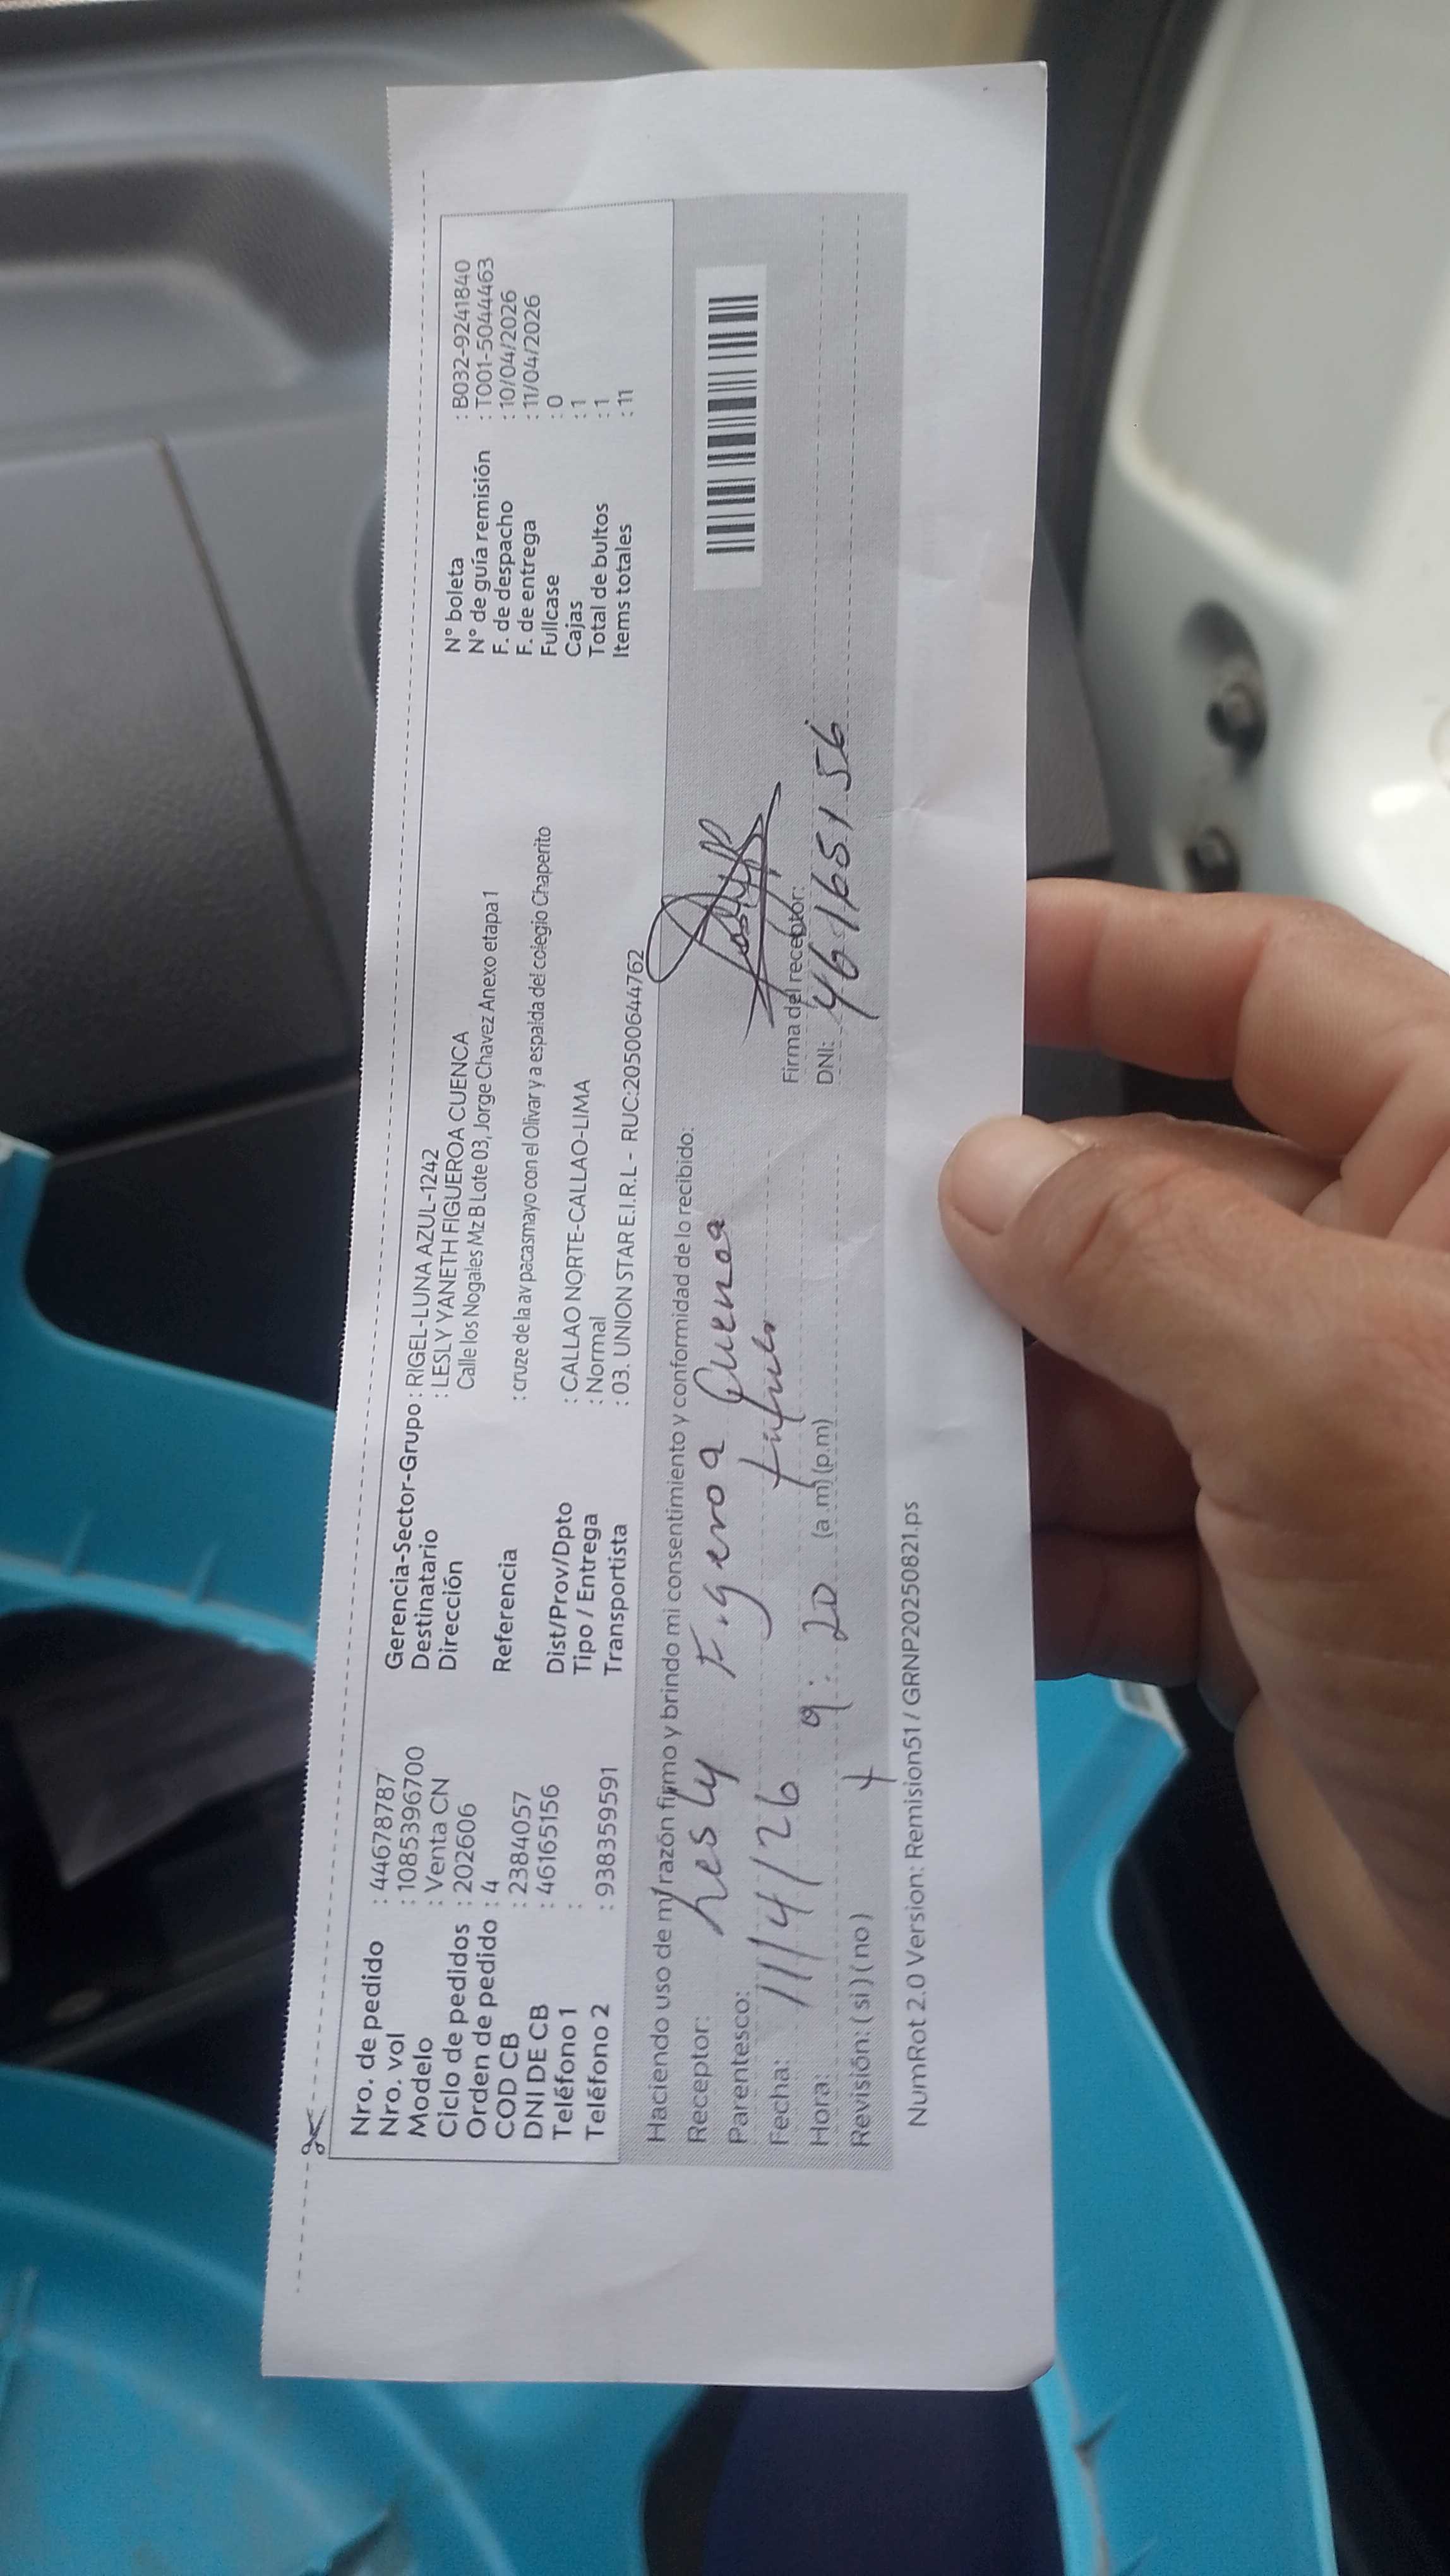 Nro. de pedido : 44678787
Nro. vol : 1085396700
Modelo : Venta CN
Ciclo de pedidos : 202606
Orden de pedido : 4
COD CB : 2384057
DNI DE CB : 46165156
Teléfono 1 :
Teléfono 2 : 938359591
Gerencia-Sector-Grupo : RIGEL-LUNA AZUL-1242
Destinatario : LESLY YANETH FIGUEROA CUENCA
Dirección Calle los Nogales Mz B Lote 03, Jorge Chavez Anexo etapa 1
Referencia : cruze de la av pacasmayo con el Olivar y a espalda del colegio Chaperito
Dist/Prov/Dpto : CALLAO NORTE-CALLAO-LIMA
Tipo / Entrega : Normal
Transportista : 03. UNION STAR E.I.R.L - RUC:20500644762
N° boleta : B032-9241840
N° de guía remisión : T001-5044463
F. de despacho : 10/04/2026
F. de entrega : 11/04/2026
Fullcase : 0
Cajas : 1
Total de bultos : 1
Items totales : 11
Haciendo uso de mi razón firmo y brindo mi consentimiento y conformidad de lo recibido:
Receptor: Lesly Figeroa Cuenca
Parentesco:
Fecha: 11/4/26
Hora: 9:20 (a.m) (p.m)
Revisión: ( si ) ( no )
Firma del receptor:
DNI: 46165156
NumRot 2.0 Version: Remision51 / GRNP20250821.ps